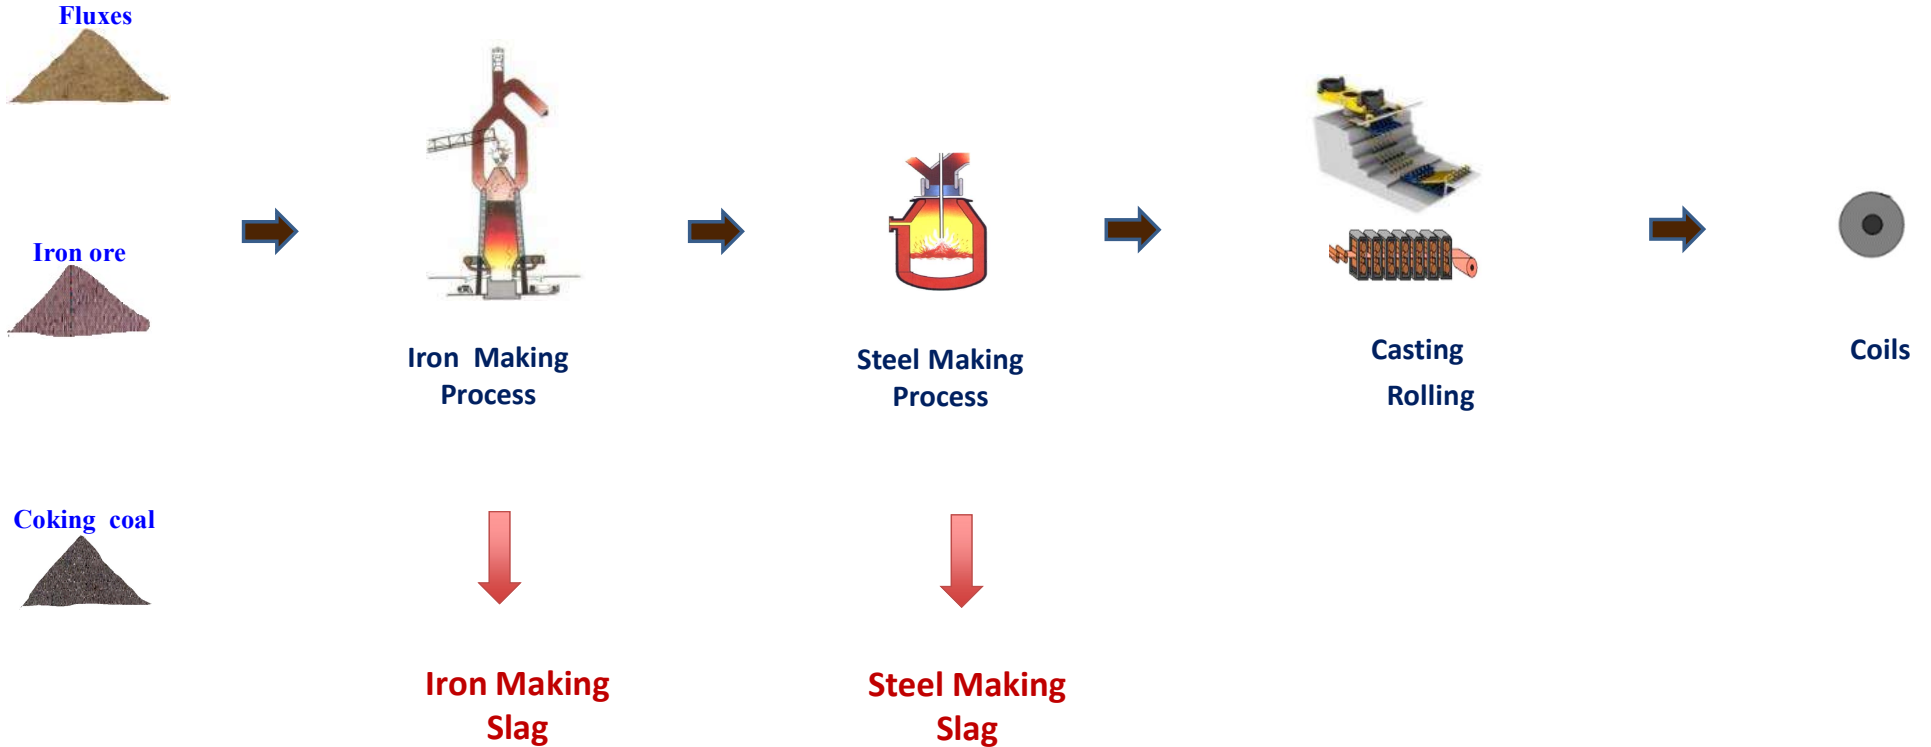 Fluxes
Iron ore
Coking coal
Iron Making
Process
Steel Making
Process
Casting
Rolling
Coils
Iron Making
Slag
Steel Making
Slag